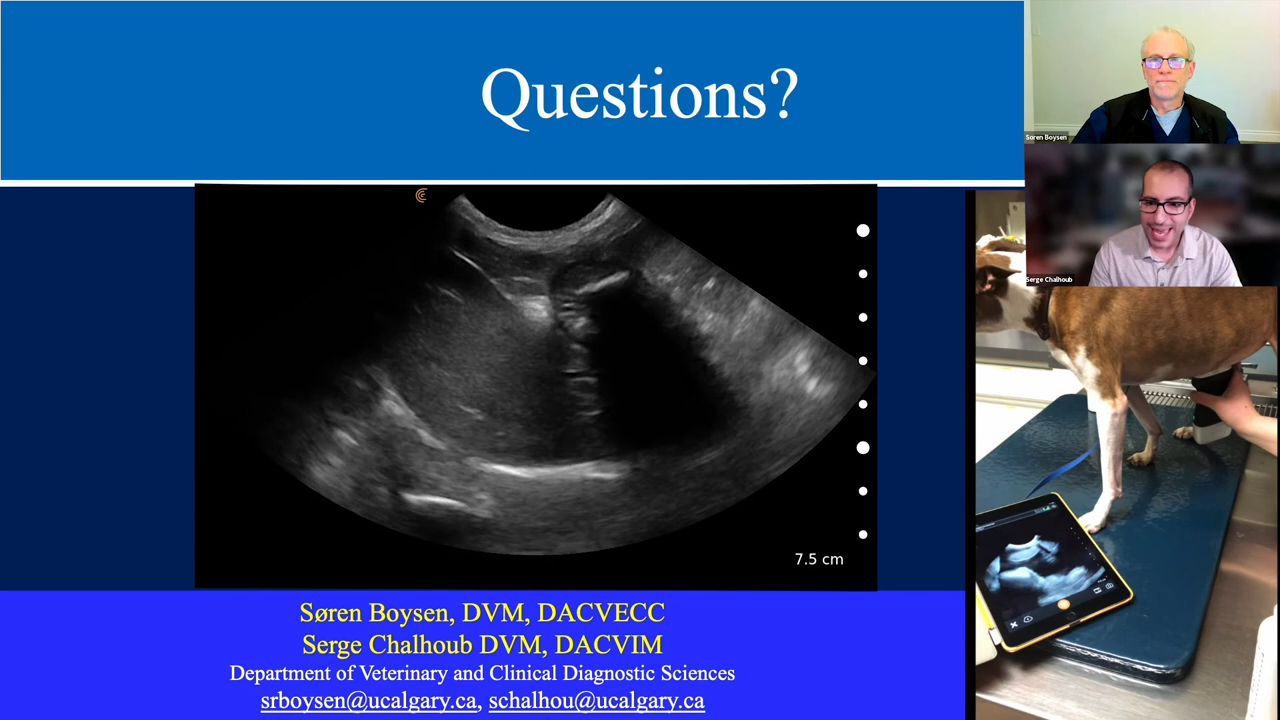 Questions?
Søren Boysen
Serge Chalhoub
7.5 cm
Søren Boysen, DVM, DACVECC
Serge Chalhoub DVM, DACVIM
Department of Veterinary and Clinical Diagnostic Sciences
srboysen@ucalgary.ca, schalhou@ucalgary.ca